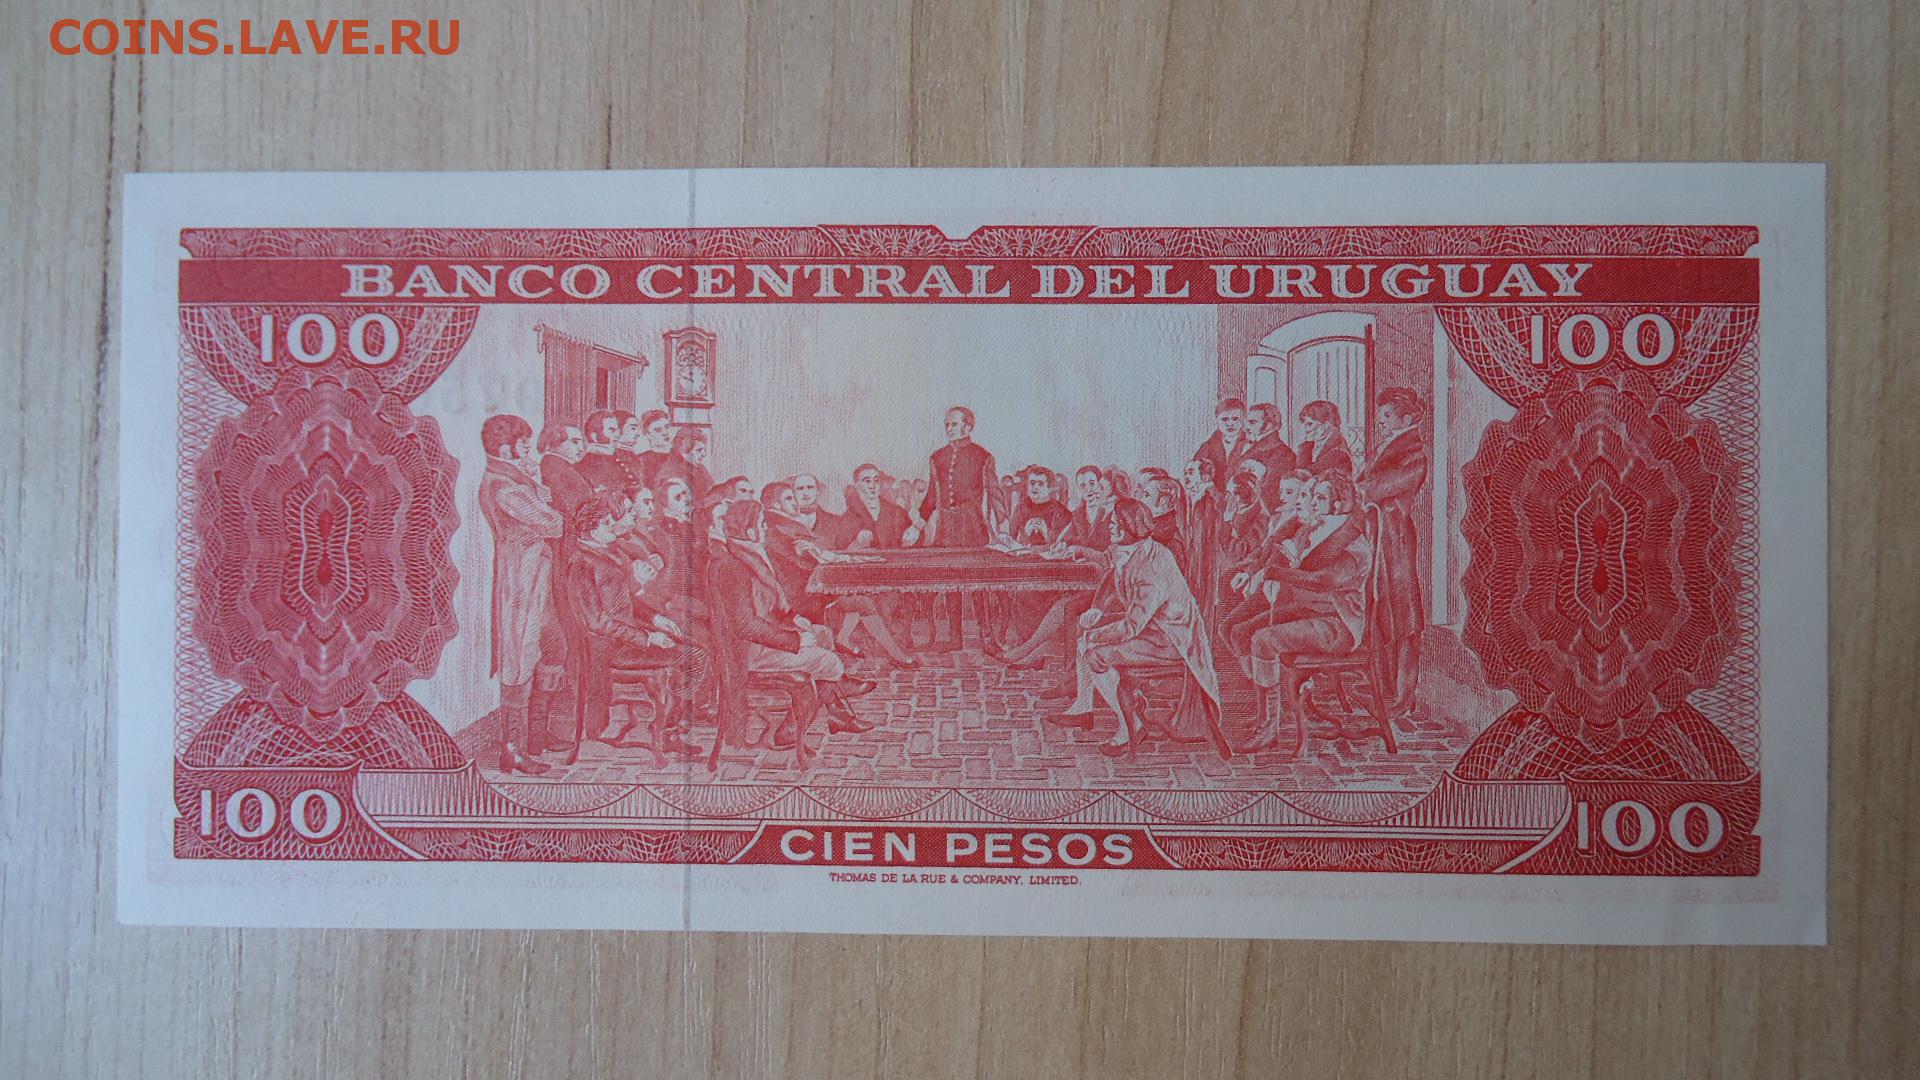 COINS.LAVE.RU
BANCO CENTRAL DEL URUGUAY
100 100
100 100
CIEN PESOS
THOMAS DE LA RUE & COMPANY, LIMITED.